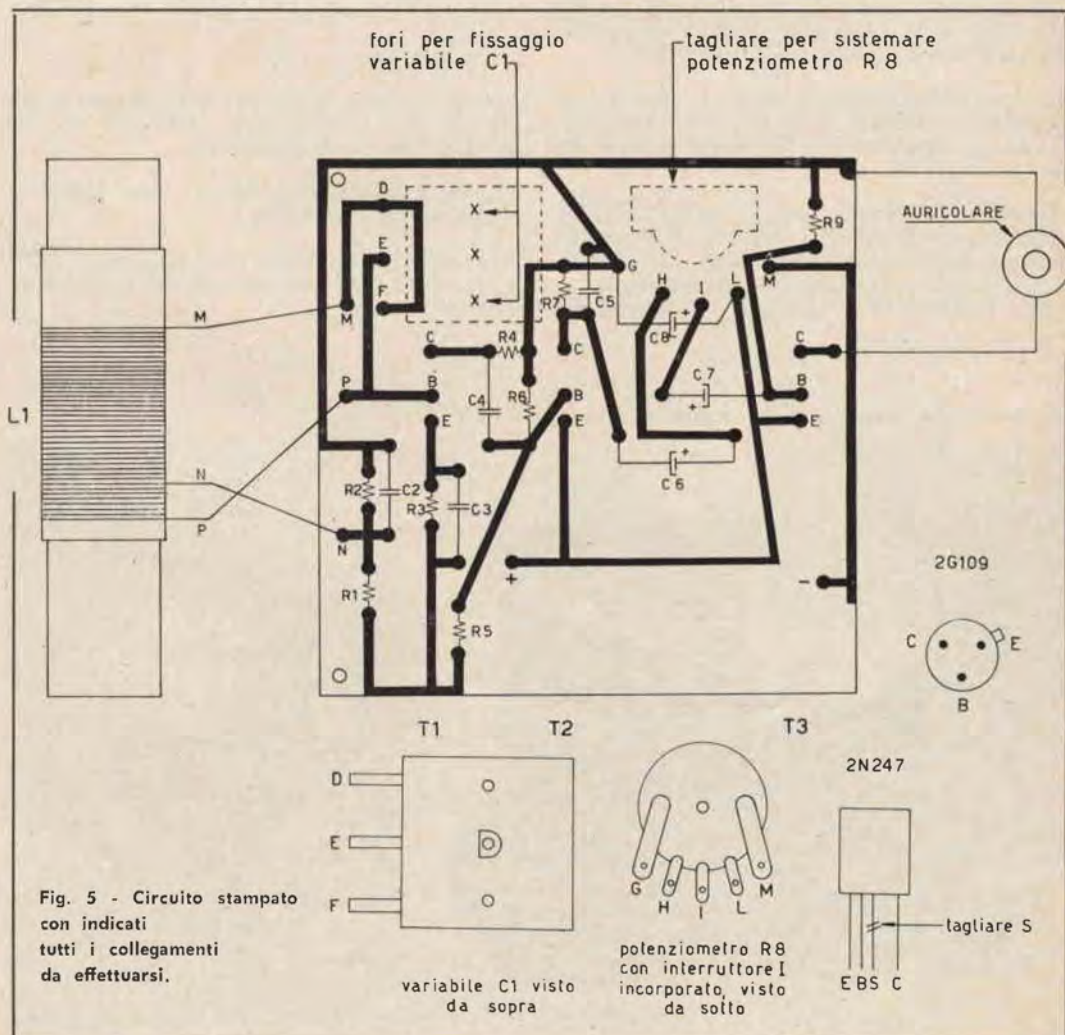 fori per fissaggio
variabile C1
tagliare per sistemare
potenziometro R8
D
E
F
M
X
X
X
G
R9
AURICOLARE
H
I
L
M
R7
C5
C8
+
M
L1
C
R4
C
C
P
B
C4
R6
B
C7
+
B
E
E
E
N
R2
C2
R3
C3
C6
+
P
N
+
-
R1
R5
2G109
C
E
B
T1
T2
T3
2N247
D
E
F
G
H
I
L
M
tagliare S
E B S C
Fig. 5 - Circuito stampato
con indicati
tutti i collegamenti
da effettuarsi.
variabile C1 visto
da sopra
potenziometro R8
con interruttore I
incorporato, visto
da sotto